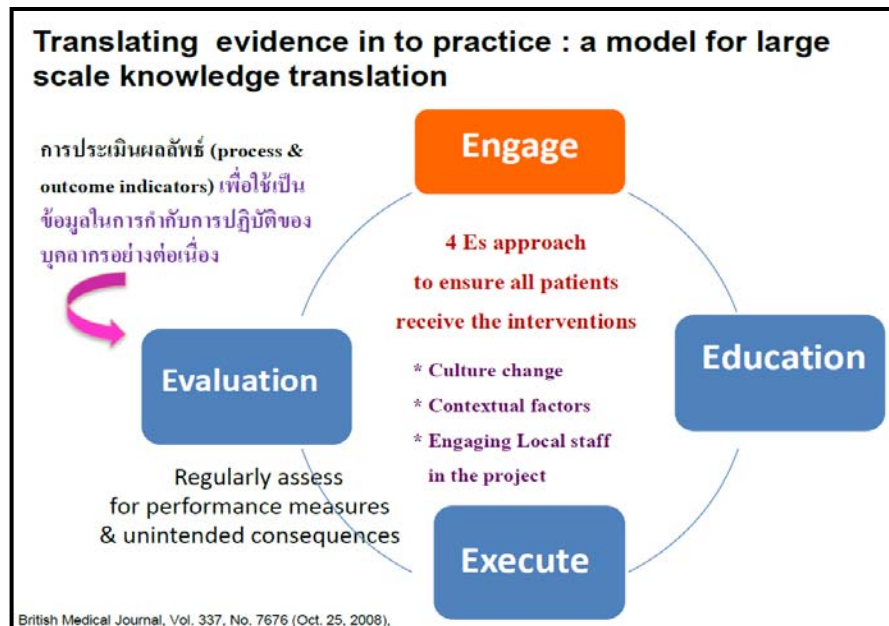 Translating  evidence in to practice : a model for large
scale knowledge translation
การประเมินผลลัพธ์ (process &
outcome indicators) เพื่อใช้เป็น
ข้อมูลในการกำกับการปฏิบัติของ
บุคลากรอย่างต่อเนื่อง
Engage
4 Es approach
to ensure all patients
receive the interventions
Evaluation
Education
* Culture change
* Contextual factors
* Engaging Local staff
in the project
Regularly assess
for performance measures
& unintended consequences
Execute
British Medical Journal, Vol. 337, No. 7676 (Oct. 25, 2008),